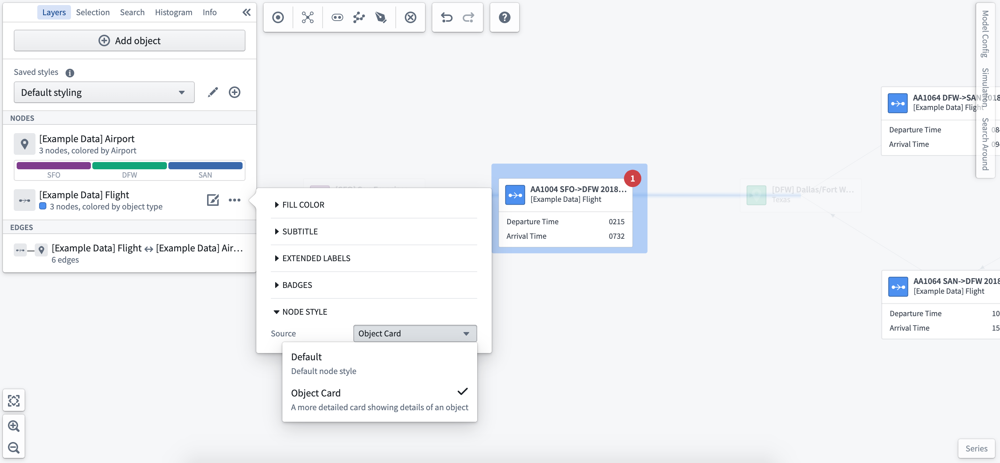 Layers Selection Search Histogram Info
Add object
Saved styles
Default styling
NODES
[Example Data] Airport
3 nodes, colored by Airport
SFO DFW SAN
[Example Data] Flight
3 nodes, colored by object type
EDGES
[Example Data] Flight ↔ [Example Data] Air...
6 edges
FILL COLOR
SUBTITLE
EXTENDED LABELS
BADGES
NODE STYLE
Source Object Card
Default
Default node style
Object Card
A more detailed card showing details of an object
1
AA1004 SFO->DFW 2018...
[Example Data] Flight
Departure Time 0215
Arrival Time 0732
[DFW] Dallas/Fort W...
Texas
AA1064 DFW->SAN 2018
[Example Data] Flight
Departure Time 08
Arrival Time 09
AA1064 SAN->DFW 2018
[Example Data] Flight
Departure Time 10
Arrival Time 15
Model Config
Simulation
Search Around
Series